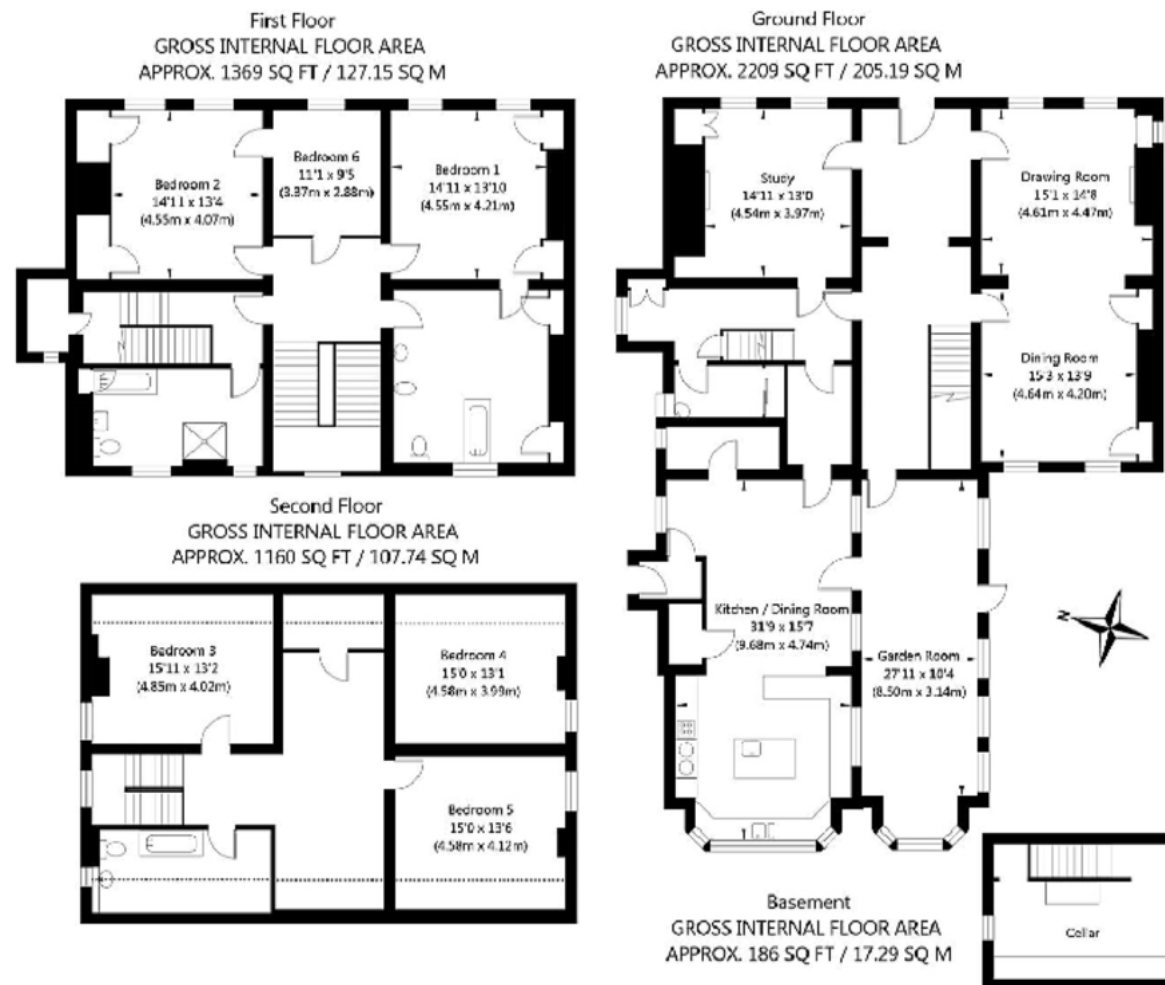 First Floor
GROSS INTERNAL FLOOR AREA
APPROX. 1369 SQ FT / 127.15 SQ M
Bedroom 2
14'11 x 13'4
(4.55m x 4.07m)
Bedroom 6
11'1 x 9'5
(3.37m x 2.88m)
Bedroom 1
14'11 x 13'10
(4.55m x 4.21m)
Ground Floor
GROSS INTERNAL FLOOR AREA
APPROX. 2209 SQ FT / 205.19 SQ M
Study
14'11 x 13'0
(4.54m x 3.97m)
Drawing Room
15'1 x 14'8
(4.61m x 4.47m)
Dining Room
15'3 x 13'9
(4.64m x 4.20m)
Kitchen / Dining Room
31'9 x 15'7
(9.68m x 4.74m)
Garden Room
27'11 x 10'4
(8.50m x 3.14m)
N
Second Floor
GROSS INTERNAL FLOOR AREA
APPROX. 1160 SQ FT / 107.74 SQ M
Bedroom 3
15'11 x 13'2
(4.85m x 4.02m)
Bedroom 4
15'0 x 13'1
(4.58m x 3.99m)
Bedroom 5
15'0 x 13'6
(4.58m x 4.12m)
Basement
GROSS INTERNAL FLOOR AREA
APPROX. 186 SQ FT / 17.29 SQ M
Cellar